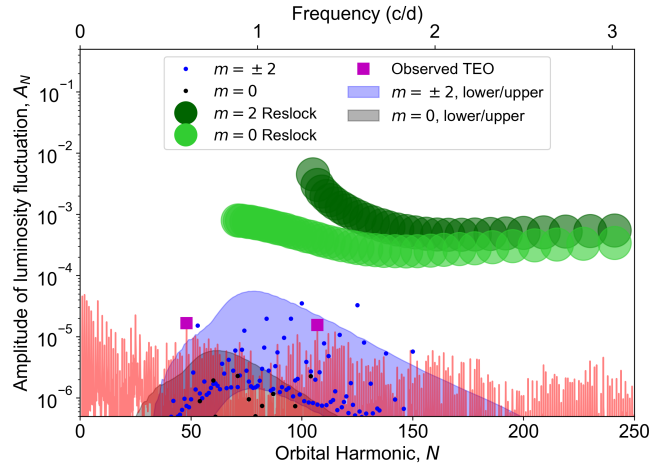 Frequency (c/d)
0 1 2 3
Amplitude of luminosity fluctuation, A_N
10⁻¹
10⁻²
10⁻³
10⁻⁴
10⁻⁵
10⁻⁶
m = ±2
m = 0
m = 2 Reslock
m = 0 Reslock
Observed TEO
m = ±2, lower/upper
m = 0, lower/upper
0 50 100 150 200 250
Orbital Harmonic, N